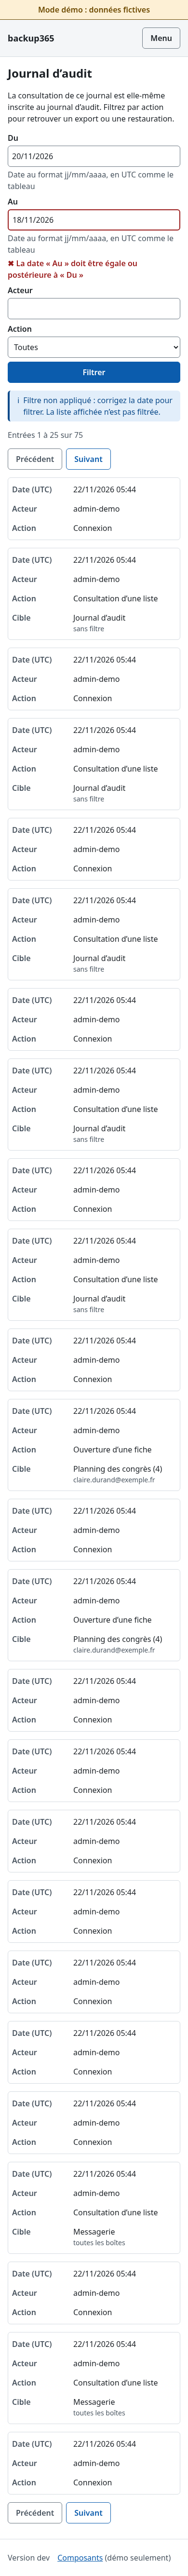 Mode démo : données fictives
backup365
Menu
Journal d’audit
La consultation de ce journal est elle-même
inscrite au journal d’audit. Filtrez par action
pour retrouver un export ou une restauration.
Du
20/11/2026
Date au format jj/mm/aaaa, en UTC comme le
tableau
Au
18/11/2026
Date au format jj/mm/aaaa, en UTC comme le
tableau
✖ La date « Au » doit être égale ou
postérieure à « Du »
Acteur
Action
Toutes
Filtrer
i Filtre non appliqué : corrigez la date pour
filtrer. La liste affichée n’est pas filtrée.
Entrées 1 à 25 sur 75
Précédent Suivant
Date (UTC) 22/11/2026 05:44
Acteur admin-demo
Action Connexion
Date (UTC) 22/11/2026 05:44
Acteur admin-demo
Action Consultation d’une liste
Cible Journal d’audit
sans filtre
Date (UTC) 22/11/2026 05:44
Acteur admin-demo
Action Connexion
Date (UTC) 22/11/2026 05:44
Acteur admin-demo
Action Consultation d’une liste
Cible Journal d’audit
sans filtre
Date (UTC) 22/11/2026 05:44
Acteur admin-demo
Action Connexion
Date (UTC) 22/11/2026 05:44
Acteur admin-demo
Action Consultation d’une liste
Cible Journal d’audit
sans filtre
Date (UTC) 22/11/2026 05:44
Acteur admin-demo
Action Connexion
Date (UTC) 22/11/2026 05:44
Acteur admin-demo
Action Consultation d’une liste
Cible Journal d’audit
sans filtre
Date (UTC) 22/11/2026 05:44
Acteur admin-demo
Action Connexion
Date (UTC) 22/11/2026 05:44
Acteur admin-demo
Action Consultation d’une liste
Cible Journal d’audit
sans filtre
Date (UTC) 22/11/2026 05:44
Acteur admin-demo
Action Connexion
Date (UTC) 22/11/2026 05:44
Acteur admin-demo
Action Ouverture d’une fiche
Cible Planning des congrès (4)
claire.durand@exemple.fr
Date (UTC) 22/11/2026 05:44
Acteur admin-demo
Action Connexion
Date (UTC) 22/11/2026 05:44
Acteur admin-demo
Action Ouverture d’une fiche
Cible Planning des congrès (4)
claire.durand@exemple.fr
Date (UTC) 22/11/2026 05:44
Acteur admin-demo
Action Connexion
Date (UTC) 22/11/2026 05:44
Acteur admin-demo
Action Connexion
Date (UTC) 22/11/2026 05:44
Acteur admin-demo
Action Connexion
Date (UTC) 22/11/2026 05:44
Acteur admin-demo
Action Connexion
Date (UTC) 22/11/2026 05:44
Acteur admin-demo
Action Connexion
Date (UTC) 22/11/2026 05:44
Acteur admin-demo
Action Connexion
Date (UTC) 22/11/2026 05:44
Acteur admin-demo
Action Connexion
Date (UTC) 22/11/2026 05:44
Acteur admin-demo
Action Consultation d’une liste
Cible Messagerie
toutes les boîtes
Date (UTC) 22/11/2026 05:44
Acteur admin-demo
Action Connexion
Date (UTC) 22/11/2026 05:44
Acteur admin-demo
Action Consultation d’une liste
Cible Messagerie
toutes les boîtes
Date (UTC) 22/11/2026 05:44
Acteur admin-demo
Action Connexion
Précédent Suivant
Version dev Composants (démo seulement)